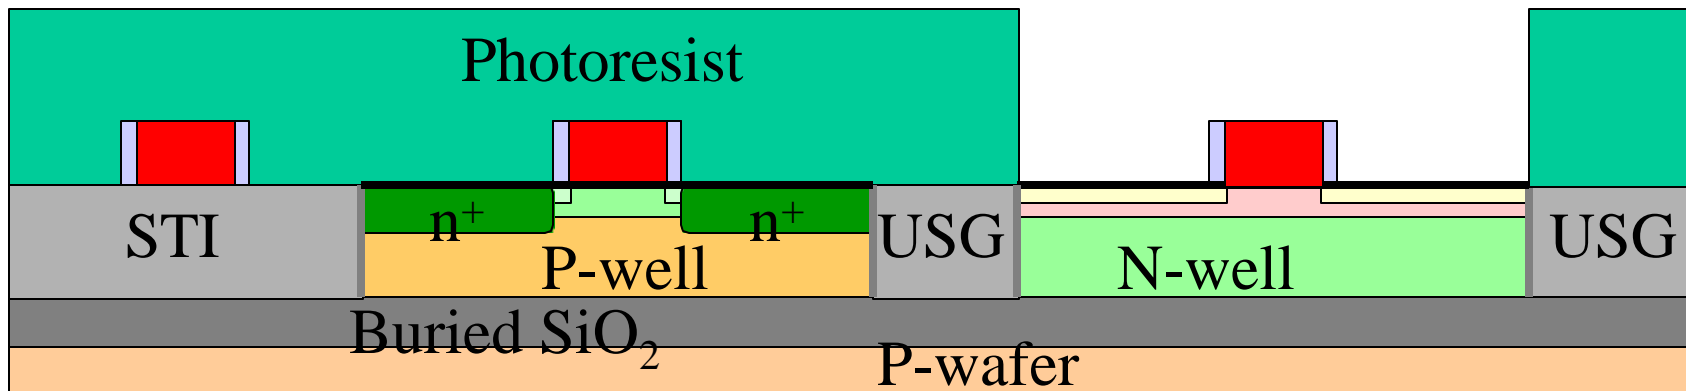 Photoresist
STI
n⁺
n⁺
USG
USG
P-well
N-well
Buried SiO₂
P-wafer